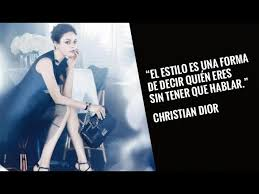 “EL ESTILO ES UNA FORMA
DE DECIR QUIÉN ERES
SIN TENER QUE HABLAR.”
CHRISTIAN DIOR